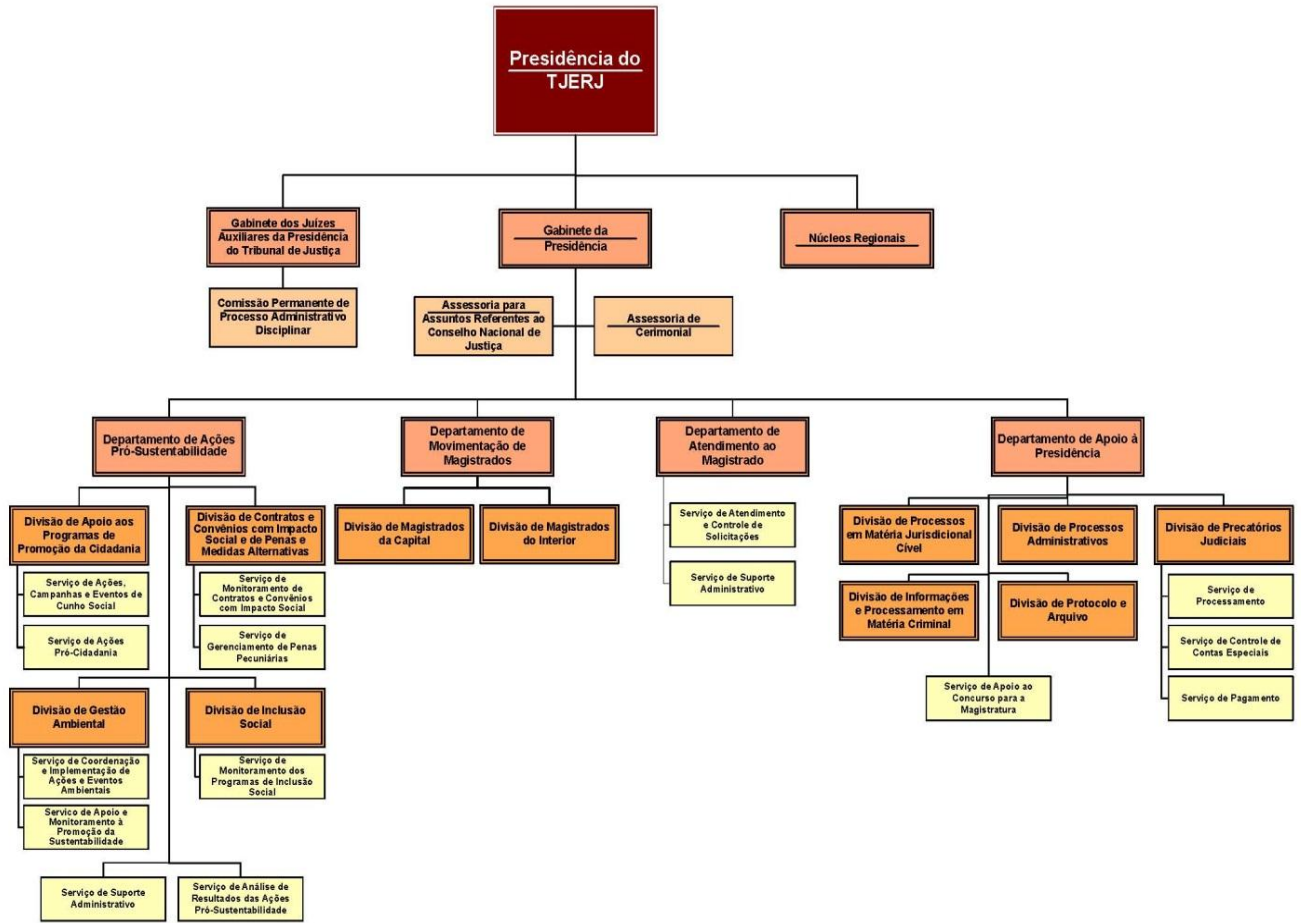 Presidência do
TJERJ
Gabinete dos Juízes
Auxiliares da Presidência
do Tribunal de Justiça
Gabinete da
Presidência
Núcleos Regionais
Comissão Permanente de
Processo Administrativo
Disciplinar
Assessoria para
Assuntos Referentes ao
Conselho Nacional de
Justiça
Assessoria de
Cerimonial
Departamento de Ações
Pró-Sustentabilidade
Departamento de
Movimentação de
Magistrados
Departamento de
Atendimento ao
Magistrado
Departamento de Apoio à
Presidência
Divisão de Apoio aos
Programas de
Promoção da Cidadania
Divisão de Contratos e
Convênios com Impacto
Social e de Penas e
Medidas Alternativas
Divisão de Magistrados
da Capital
Divisão de Magistrados
do Interior
Serviço de Atendimento
e Controle de
Solicitações
Serviço de Suporte
Administrativo
Divisão de Processos
em Matéria Jurisdicional
Cível
Divisão de Processos
Administrativos
Divisão de Precatórios
Judiciais
Serviço de Ações,
Campanhas e Eventos de
Cunho Social
Serviço de
Monitoramento de
Contratos e Convênios
com Impacto Social
Serviço de Ações
Pró-Cidadania
Serviço de
Gerenciamento de Penas
Pecuniárias
Divisão de Informações
e Processamento em
Matéria Criminal
Divisão de Protocolo e
Arquivo
Serviço de
Processamento
Serviço de Controle de
Contas Especiais
Serviço de Apoio ao
Concurso para a
Magistratura
Serviço de Pagamento
Divisão de Gestão
Ambiental
Divisão de Inclusão
Social
Serviço de Coordenação
e Implementação de
Ações e Eventos
Ambientais
Serviço de
Monitoramento dos
Programas de Inclusão
Social
Servico de Apoio e
Monitoramento à
Promoção da
Sustentabilidade
Serviço de Suporte
Administrativo
Serviço de Análise de
Resultados das Ações
Pró-Sustentabilidade